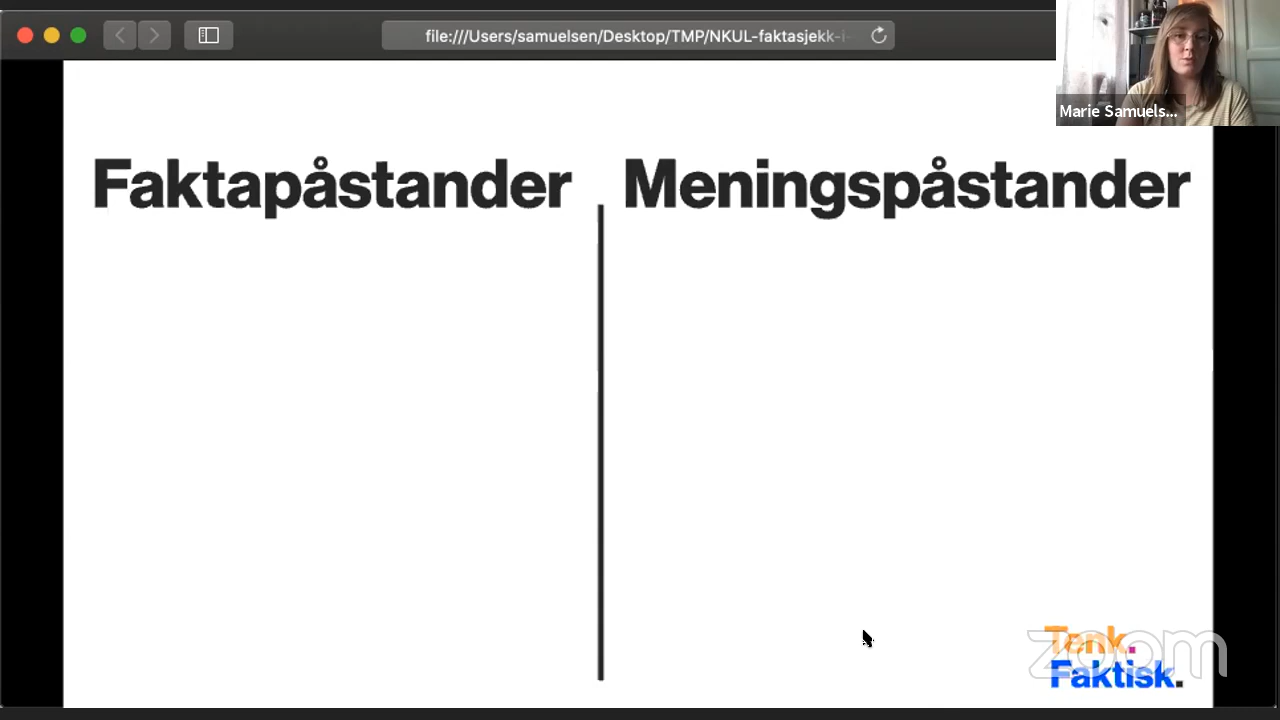 file:///Users/samuelsen/Desktop/TMP/NKUL-faktasjekk-i-
Marie Samuels...
Faktapåstander
Meningspåstander
Tenk.
Faktisk.
zoom